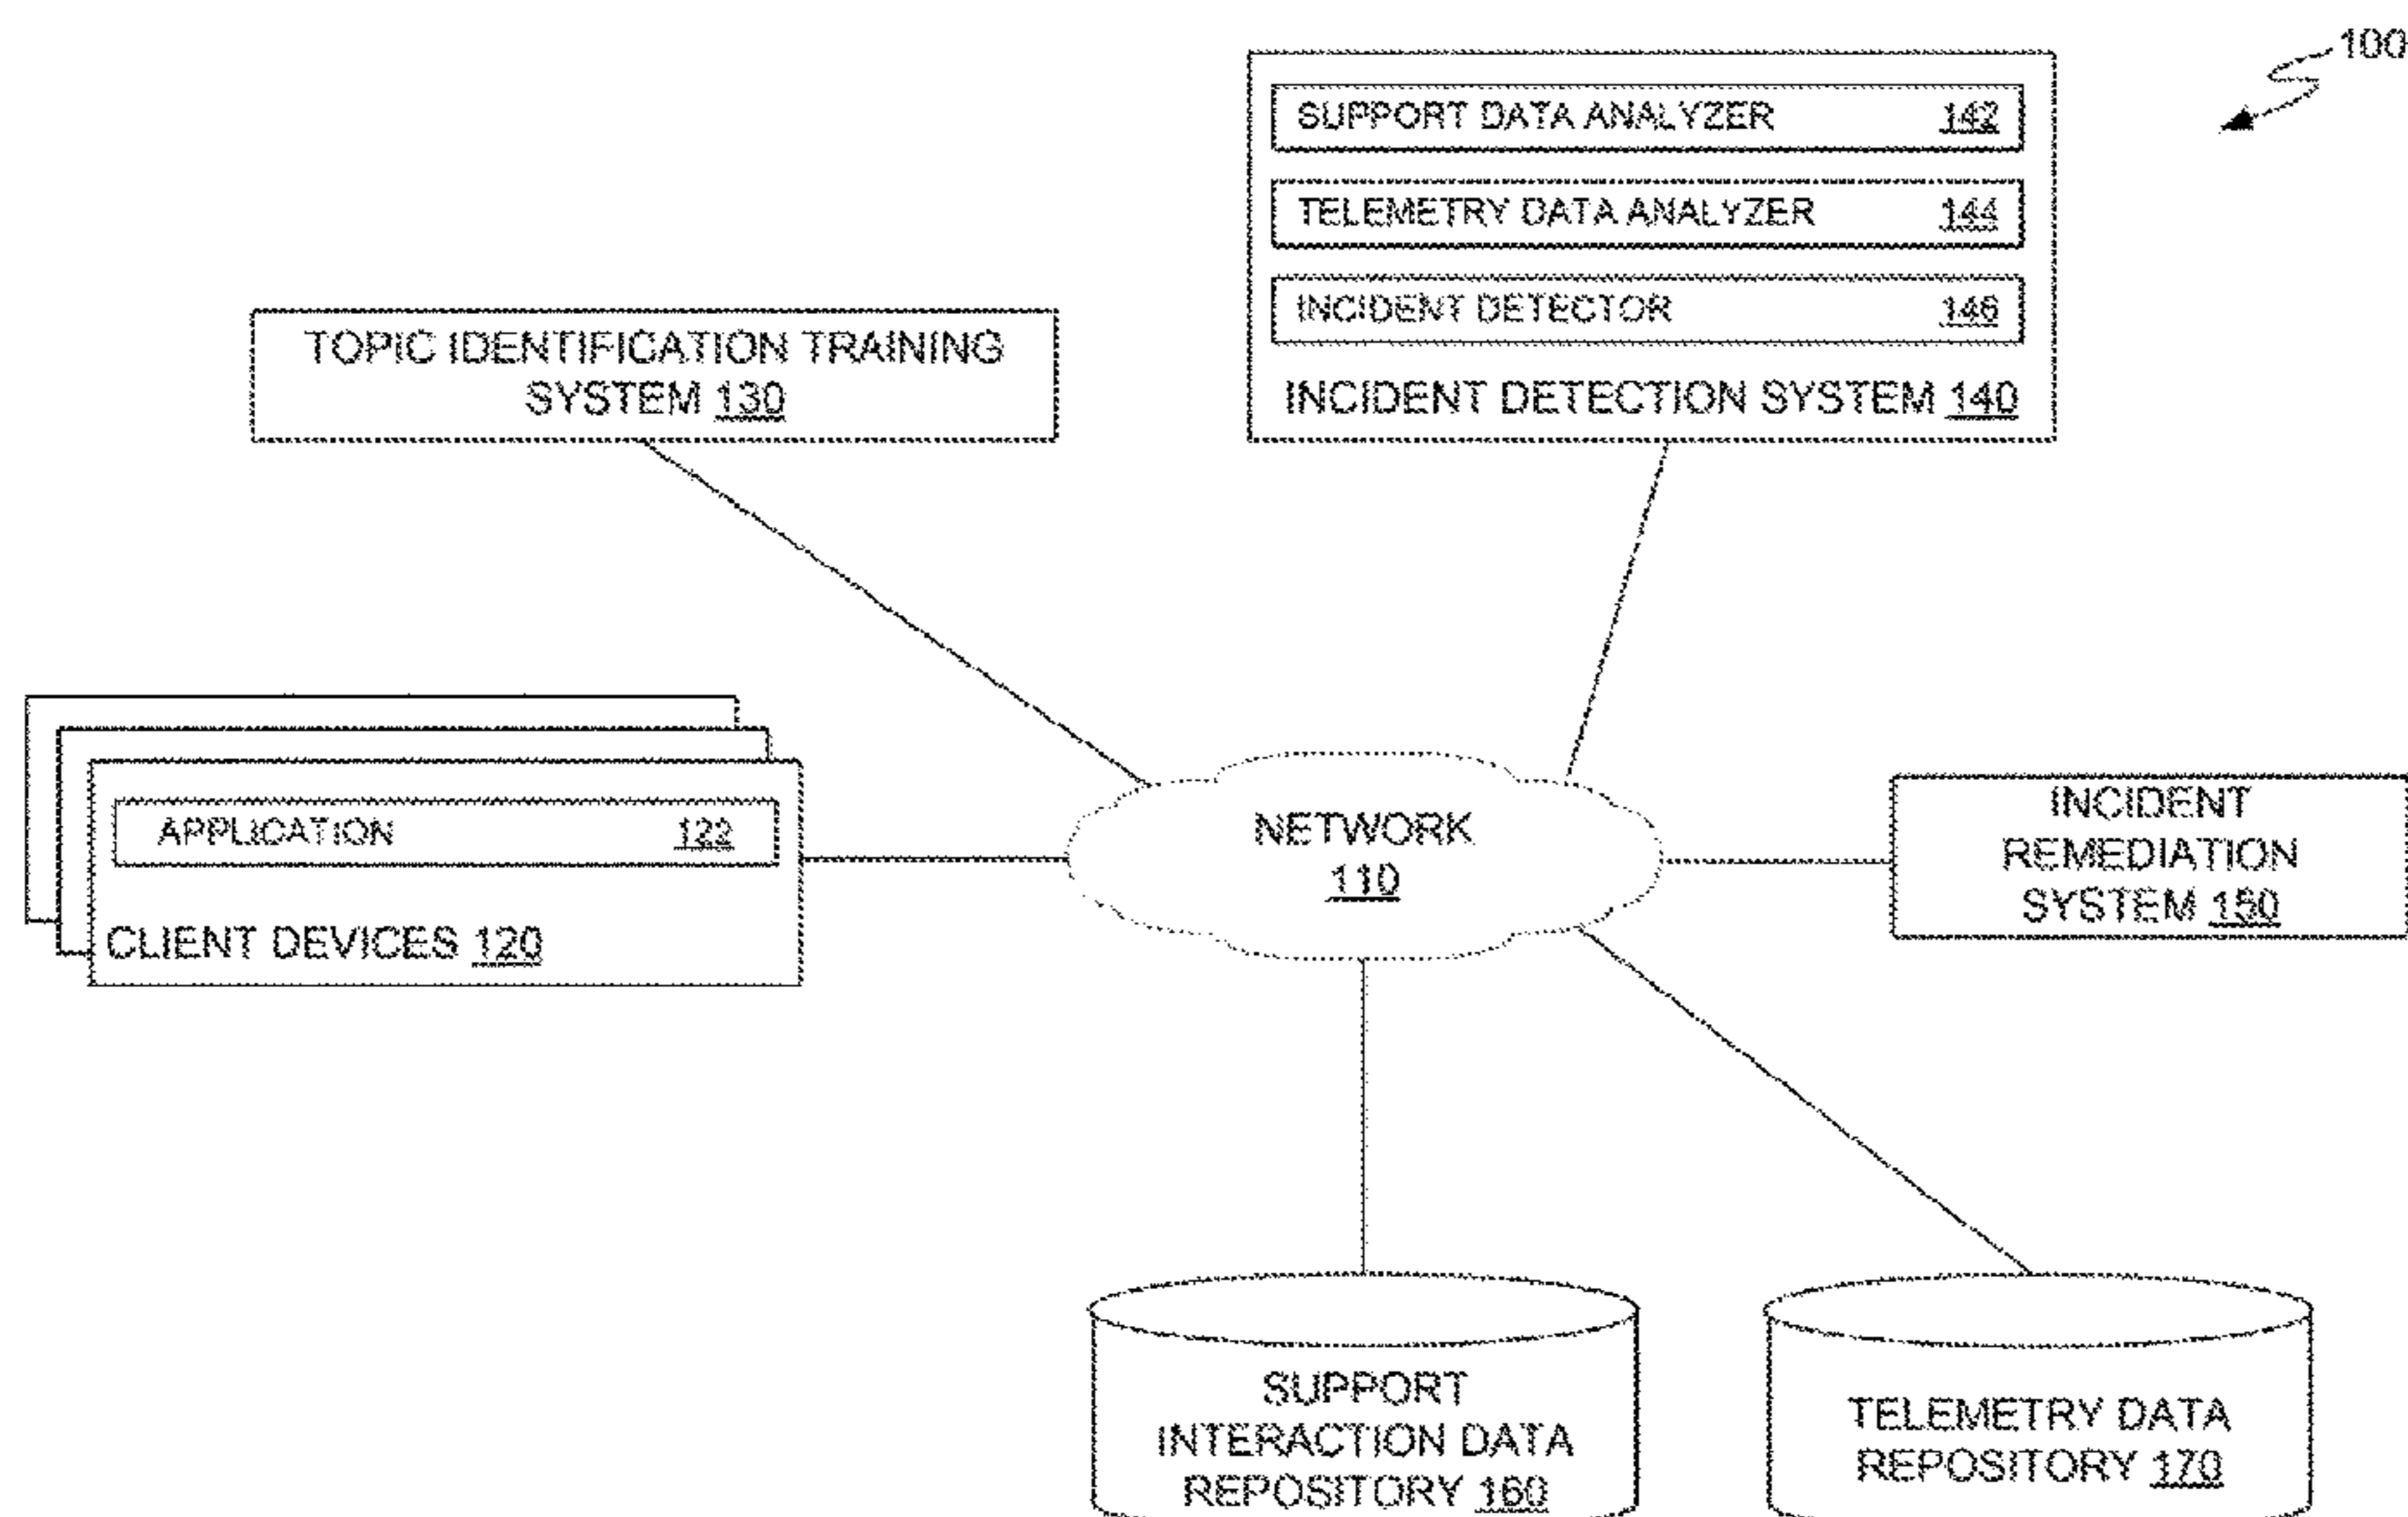 100
SUPPORT DATA ANALYZER 142
TELEMETRY DATA ANALYZER 144
INCIDENT DETECTOR 146
INCIDENT DETECTION SYSTEM 140
TOPIC IDENTIFICATION TRAINING
SYSTEM 130
APPLICATION 122
CLIENT DEVICES 120
NETWORK
110
INCIDENT
REMEDIATION
SYSTEM 150
SUPPORT
INTERACTION DATA
REPOSITORY 160
TELEMETRY DATA
REPOSITORY 170